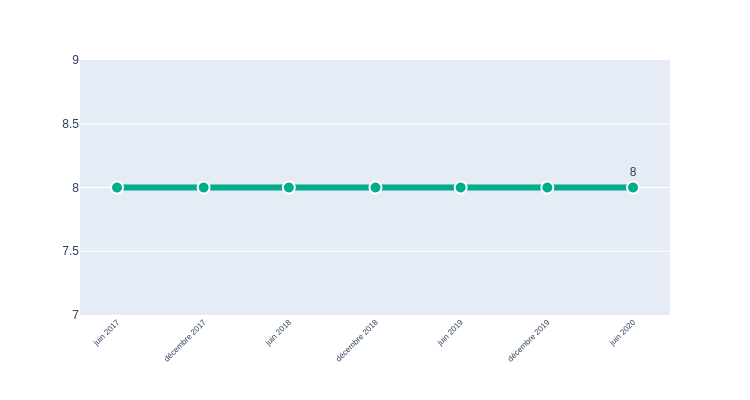 9
8.5
8
8
7.5
7
juin 2017
décembre 2017
juin 2018
décembre 2018
juin 2019
décembre 2019
juin 2020